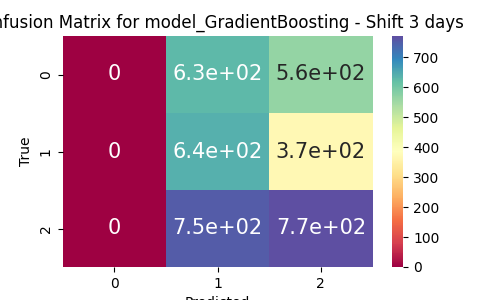 nfusion Matrix for model_GradientBoosting - Shift 3 days
0 0 6.3e+02 5.6e+02
1 0 6.4e+02 3.7e+02
2 0 7.5e+02 7.7e+02
0 1 2
True
Predicted
700
600
500
400
300
200
100
0